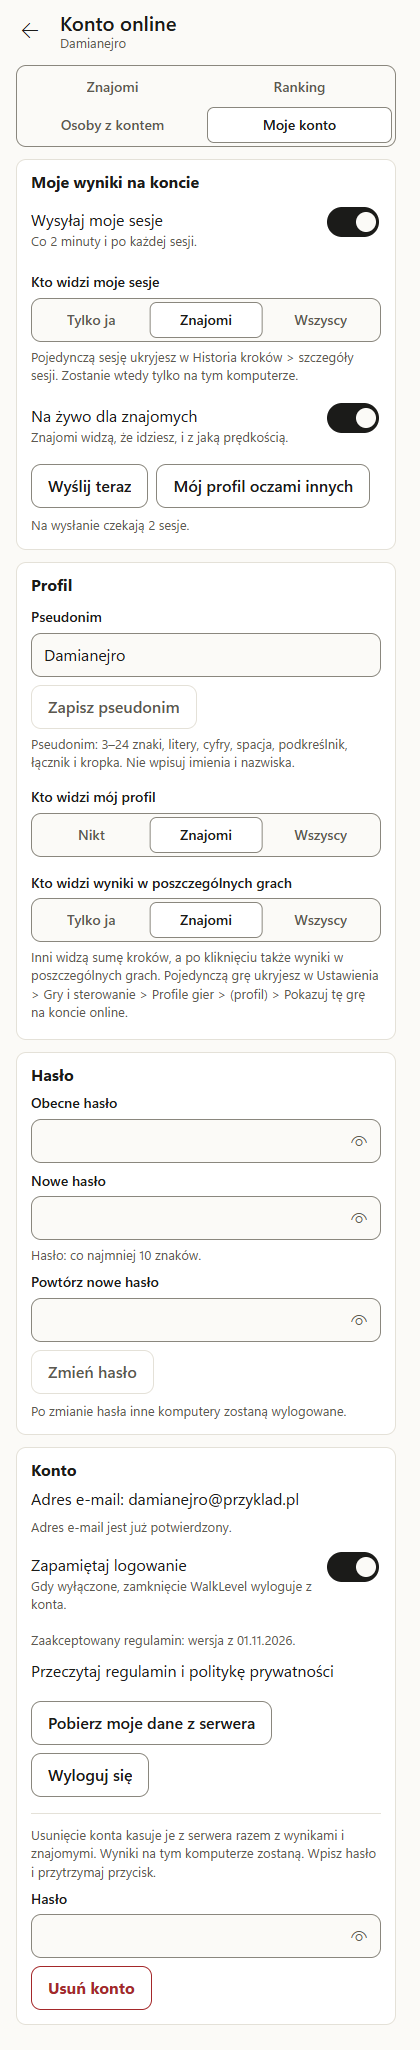 Konto online
Damianejro
Znajomi
Ranking
Osoby z kontem
Moje konto
Moje wyniki na koncie
Wysyłaj moje sesje
Co 2 minuty i po każdej sesji.
Kto widzi moje sesje
Tylko ja
Znajomi
Wszyscy
Pojedynczą sesję ukryjesz w Historia kroków > szczegóły
sesji. Zostanie wtedy tylko na tym komputerze.
Na żywo dla znajomych
Znajomi widzą, że idziesz, i z jaką prędkością.
Wyślij teraz
Mój profil oczami innych
Na wysłanie czekają 2 sesje.
Profil
Pseudonim
Damianejro
Zapisz pseudonim
Pseudonim: 3–24 znaki, litery, cyfry, spacja, podkreślnik,
łącznik i kropka. Nie wpisuj imienia i nazwiska.
Kto widzi mój profil
Nikt
Znajomi
Wszyscy
Kto widzi wyniki w poszczególnych grach
Tylko ja
Znajomi
Wszyscy
Inni widzą sumę kroków, a po kliknięciu także wyniki w
poszczególnych grach. Pojedynczą grę ukryjesz w Ustawienia
> Gry i sterowanie > Profile gier > (profil) > Pokazuj tę grę
na koncie online.
Hasło
Obecne hasło
Nowe hasło
Hasło: co najmniej 10 znaków.
Powtórz nowe hasło
Zmień hasło
Po zmianie hasła inne komputery zostaną wylogowane.
Konto
Adres e-mail: damianejro@przyklad.pl
Adres e-mail jest już potwierdzony.
Zapamiętaj logowanie
Gdy wyłączone, zamknięcie WalkLevel wyloguje z
konta.
Zaakceptowany regulamin: wersja z 01.11.2026.
Przeczytaj regulamin i politykę prywatności
Pobierz moje dane z serwera
Wyloguj się
Usunięcie konta kasuje je z serwera razem z wynikami i
znajomymi. Wyniki na tym komputerze zostaną. Wpisz hasło
i przytrzymaj przycisk.
Hasło
Usuń konto